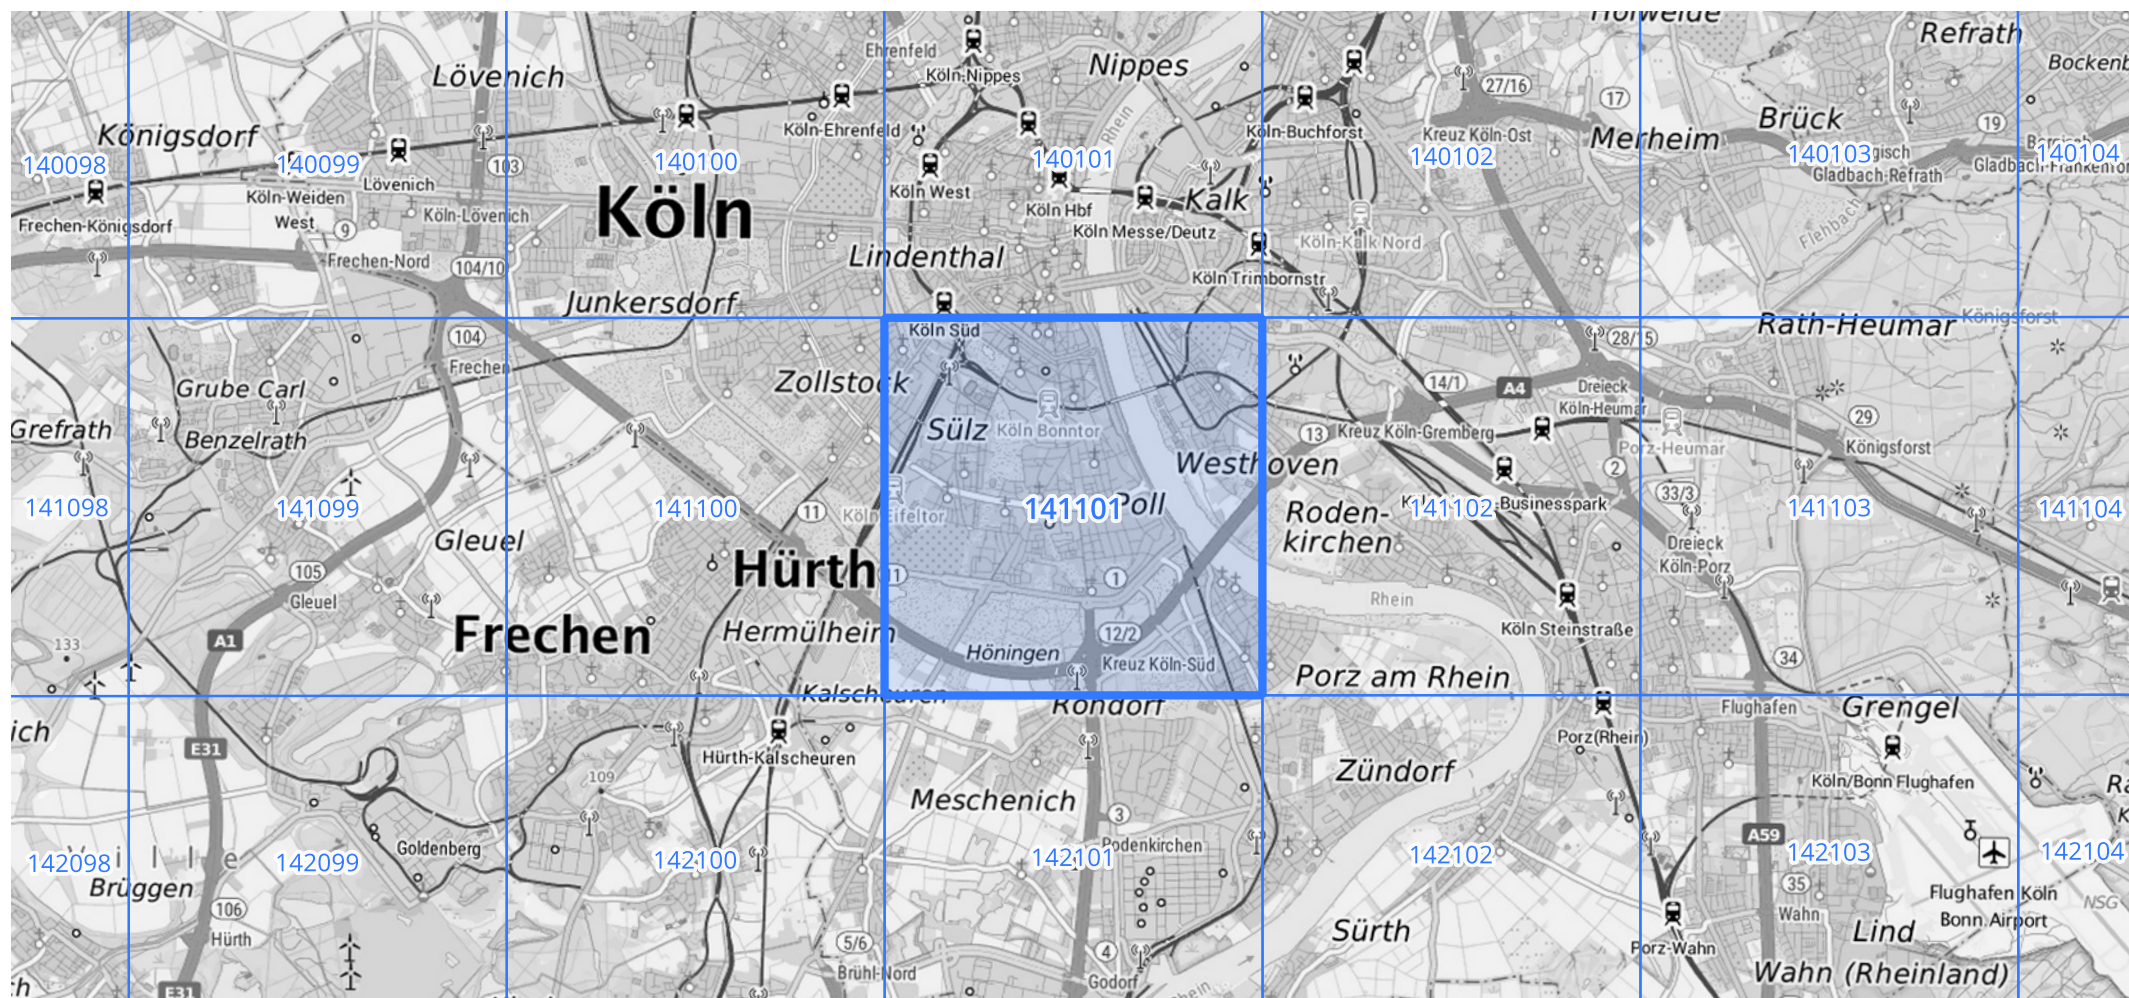 Holweide
Refrath
Ehrenfeld
Nippes
Lövenich
Köln-Nippes
Bockenb
27/16
17
Königsdorf
Köln-Ehrenfeld
Rhein
Köln-Buchforst
Kreuz Köln-Ost
Merheim
Brück
19
140098
140099
103
140100
140101
140102
140103
140104
Lövenich
Köln West
Gladbach-Refrath
Köln-Weiden
West
Köln
Köln Hbf
Kalk
Frechen-Königsdorf
9
Köln-Lövenich
Köln Messe/Deutz
Flehbach
Lindenthal
Köln-Kalk Nord
Frechen-Nord
104/10
Köln Trimbornstr
Junkersdorf
Köln Süd
Rath-Heumar
Königsforst
104
28/15
Frechen
Grube Carl
Zollstock
14/1
A4
Dreieck
Köln-Heumar
29
Grefrath
Benzelrath
Sülz
Köln Bonntor
13
Kreuz Köln-Gremberg
Porz-Heumar
Königsforst
Westhoven
2
141098
141099
141100
11
Köln Eifeltor
141101
Poll
Roden-
kirchen
141102
Businesspark
33/3
141103
141104
Gleuel
Dreieck
Köln-Porz
105
Gleuel
Hürth
11
1
Rhein
A1
133
Frechen
Hermülheim
12/2
Höningen
Kreuz Köln-Süd
Köln Steinstraße
34
Kalscheuren
Porz am Rhein
ich
Rondorf
Flughafen
Grengel
E31
Hürth-Kalscheuren
Porz(Rhein)
109
Zündorf
Köln/Bonn Flughafen
Meschenich
3
Goldenberg
Rodenkirchen
A59
142098
142099
142100
142101
142102
142103
142104
Brüggen
35
Flughafen Köln
Bonn Airport
NSG
106
Hürth
Wahn
Sürth
Lind
5/6
4
Porz-Wahn
Brühl-Nord
Godorf
Wahn (Rheinland)
E31
Rhein